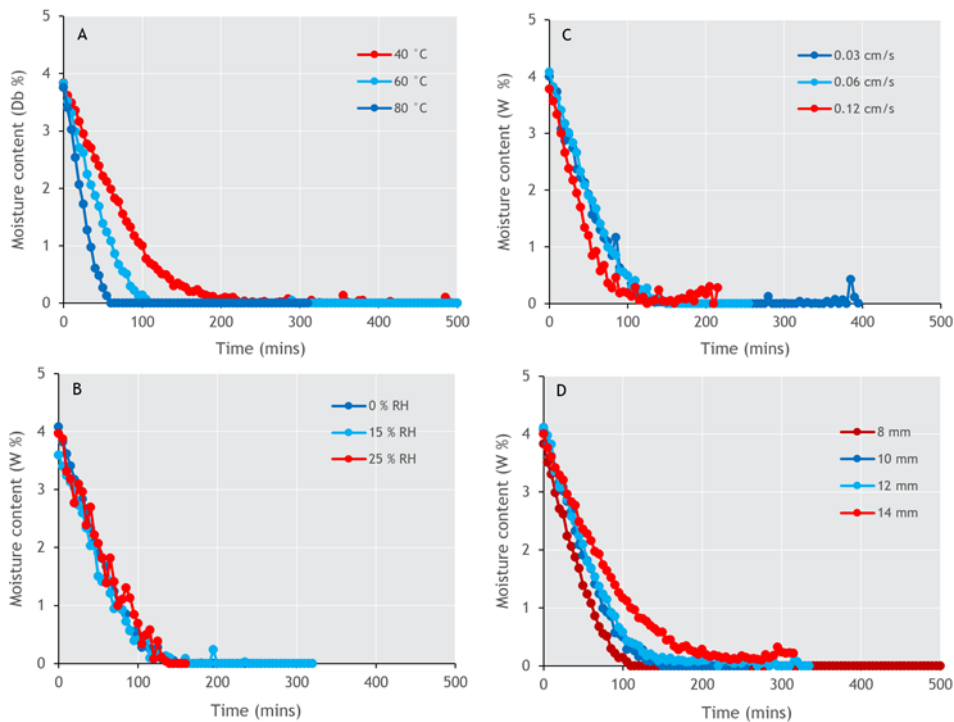 A
Moisture content (Db %)
5
4
3
2
1
0
40 °C
60 °C
80 °C
0 100 200 300 400 500
Time (mins)
C
Moisture content (W %)
5
4
3
2
1
0
0.03 cm/s
0.06 cm/s
0.12 cm/s
0 100 200 300 400 500
Time (mins)
B
Moisture content (W %)
5
4
3
2
1
0
0 % RH
15 % RH
25 % RH
0 100 200 300 400 500
Time (mins)
D
Moisture content (W %)
5
4
3
2
1
0
8 mm
10 mm
12 mm
14 mm
0 100 200 300 400 500
Time (mins)